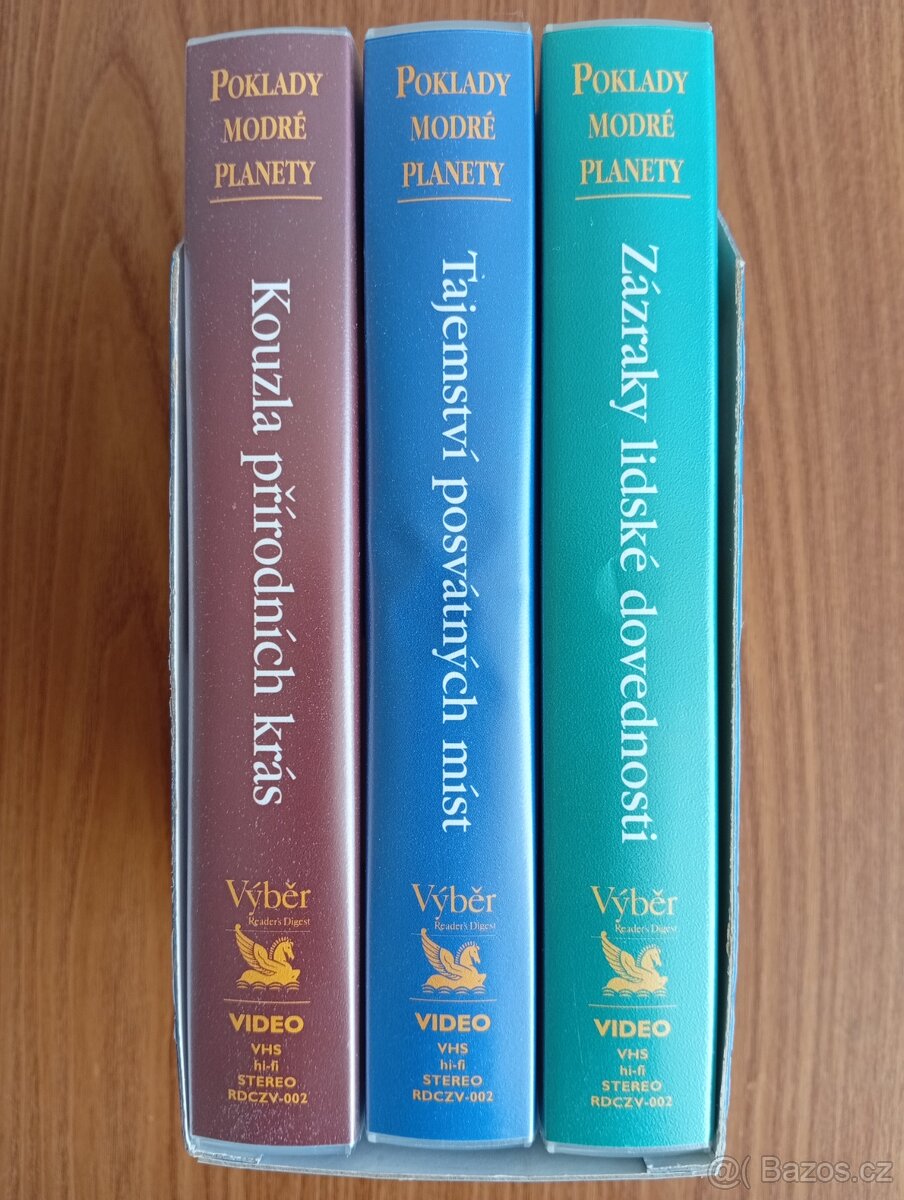 POKLADY
MODRÉ
PLANETY
Kouzla přírodních krás
Výběr
Reader's Digest
VIDEO
VHS
hi-fi
STEREO
RDCZV-002
POKLADY
MODRÉ
PLANETY
Tajemství posvátných míst
Výběr
Reader's Digest
VIDEO
VHS
hi-fi
STEREO
RDCZV-002
POKLADY
MODRÉ
PLANETY
Zázraky lidské dovednosti
Výběr
Reader's Digest
VIDEO
VHS
hi-fi
STEREO
RDCZV-002
Bazos.cz